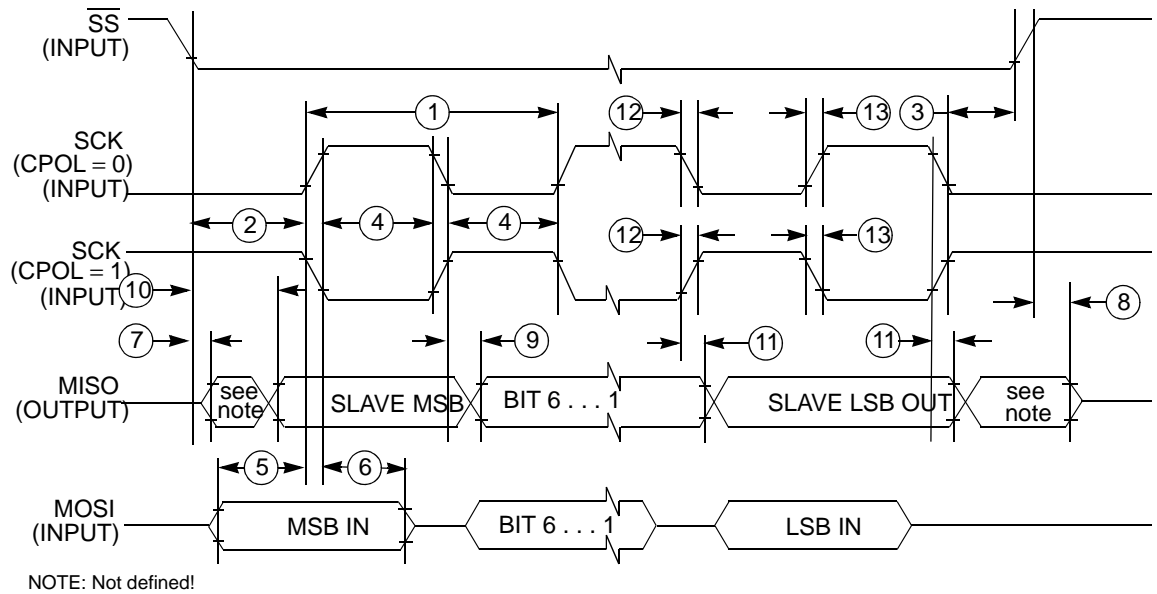 SS
(INPUT)
1
12
13
3
SCK
(CPOL = 0)
(INPUT)
2
4
4
12
13
SCK
(CPOL = 1)
(INPUT)
10
8
7
9
11
11
MISO
(OUTPUT)
see
note
SLAVE MSB
BIT 6 . . . 1
SLAVE LSB OUT
see
note
5
6
MOSI
(INPUT)
MSB IN
BIT 6 . . . 1
LSB IN
NOTE: Not defined!